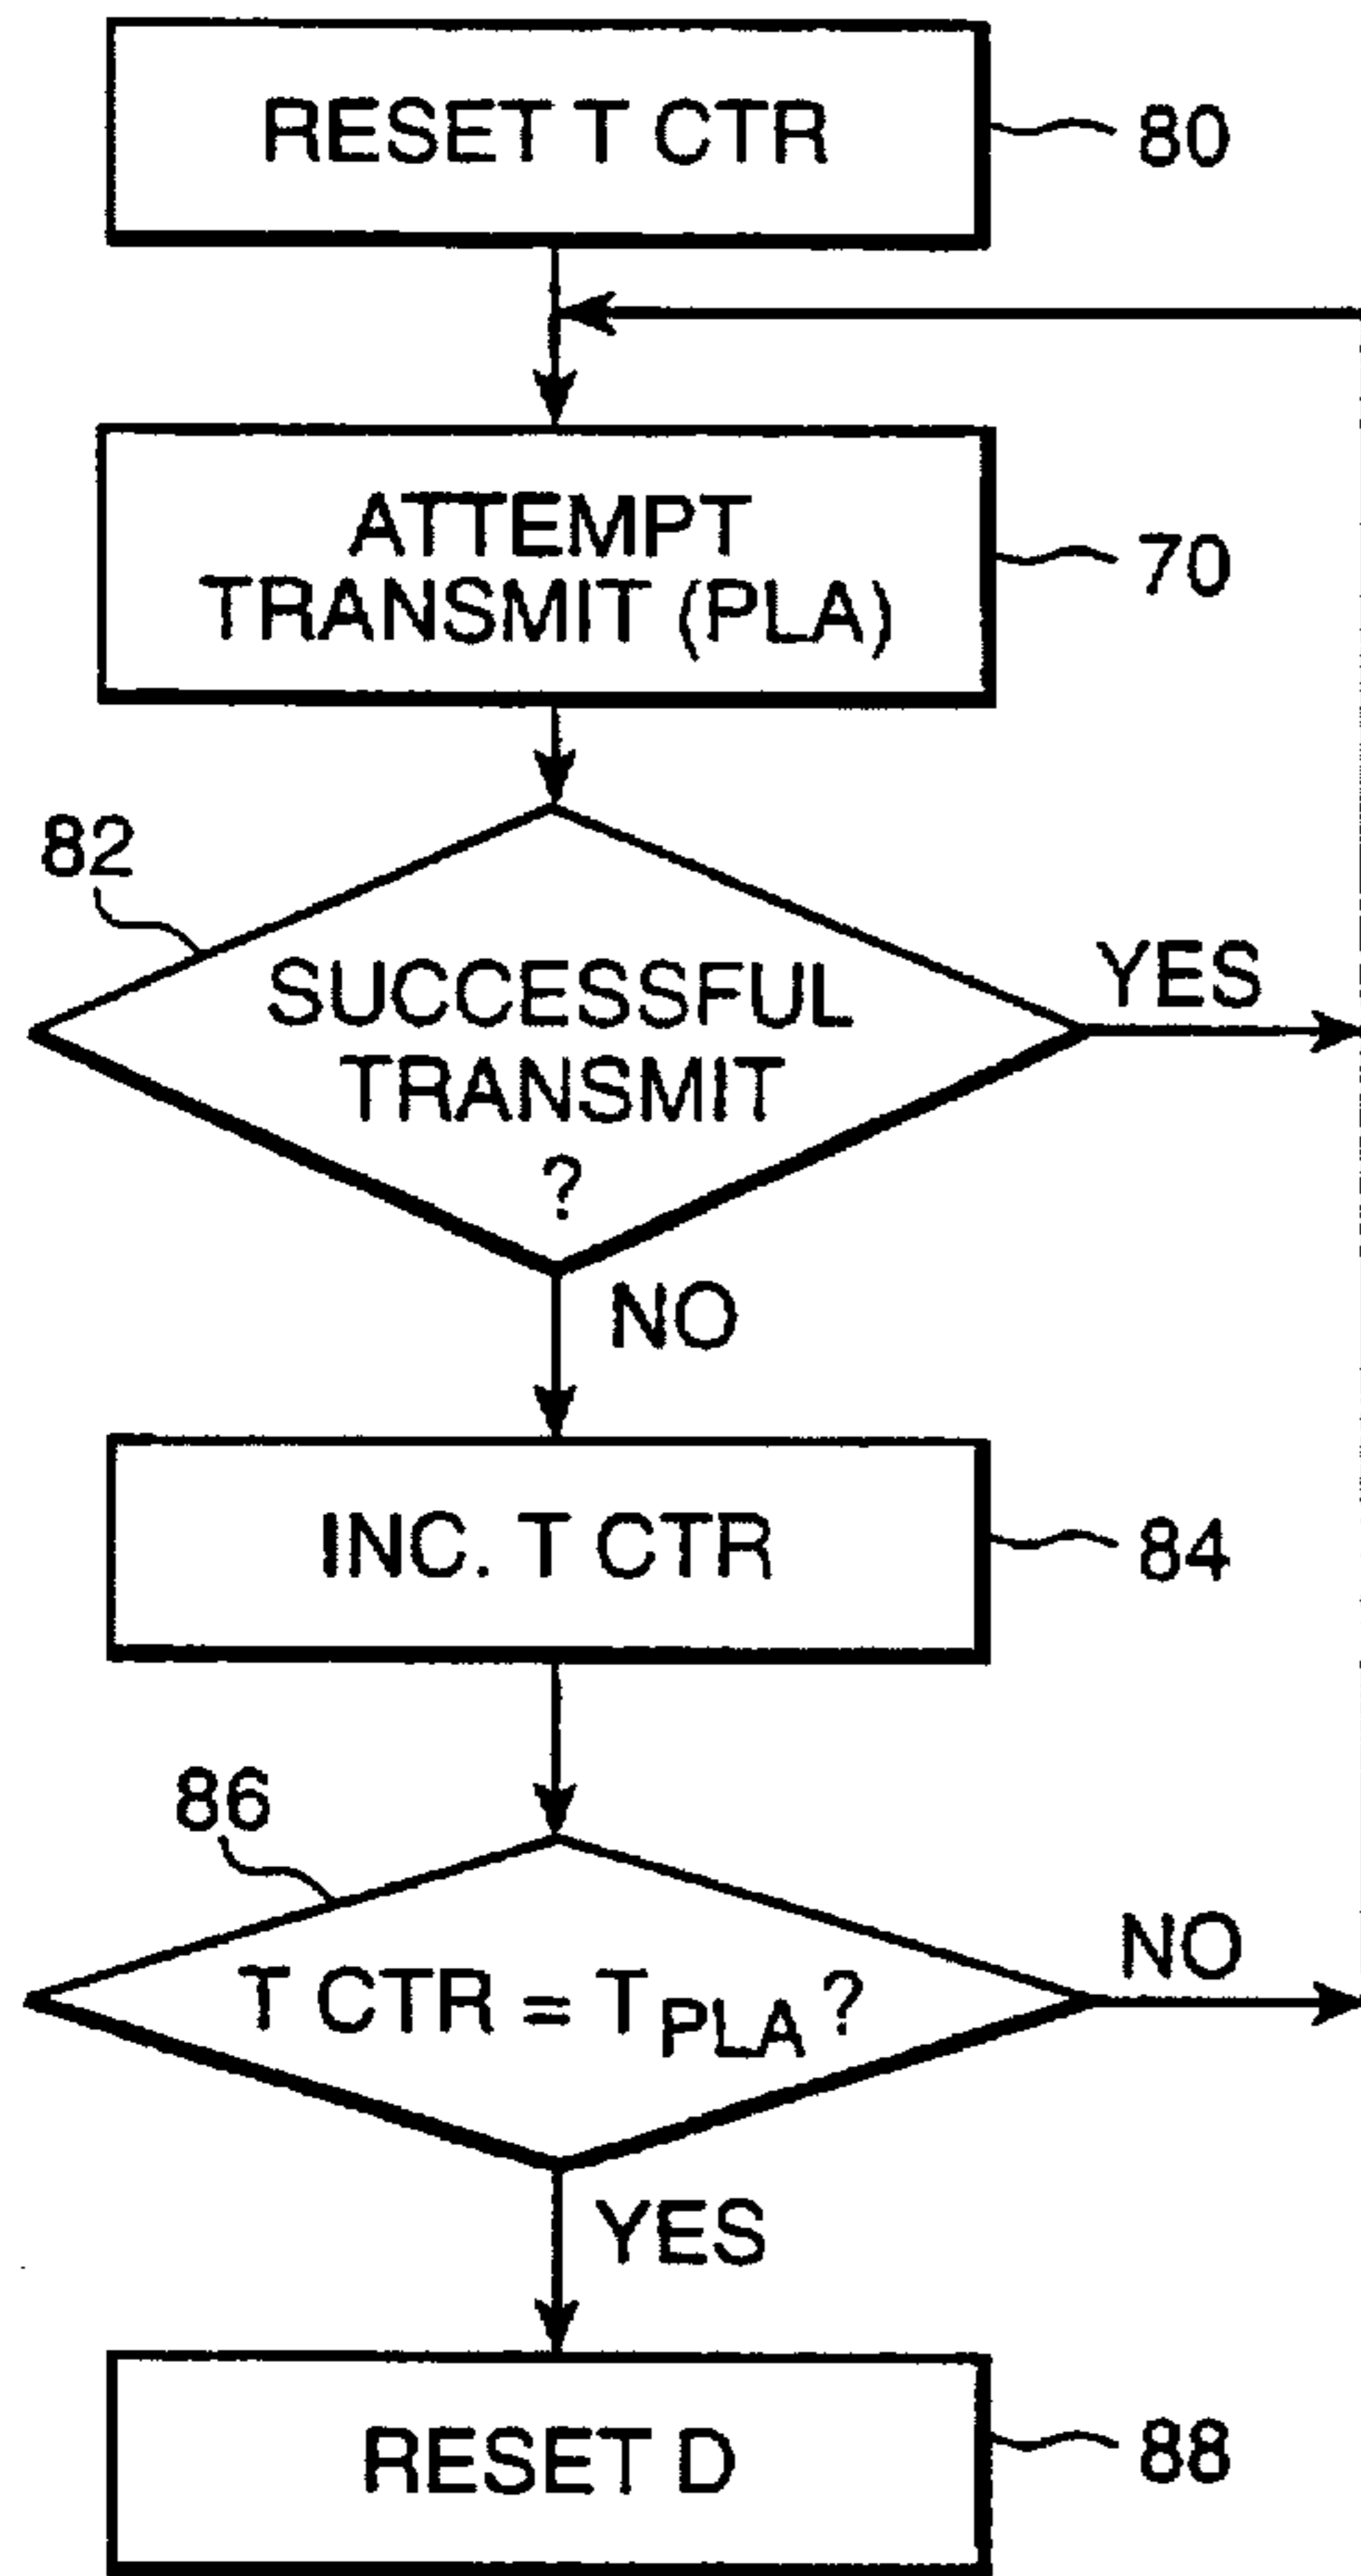 RESET T CTR
80
ATTEMPT
TRANSMIT (PLA)
70
82
SUCCESSFUL
TRANSMIT
?
YES
NO
INC. T CTR
84
86
T CTR = TPLA ?
NO
YES
RESET D
88